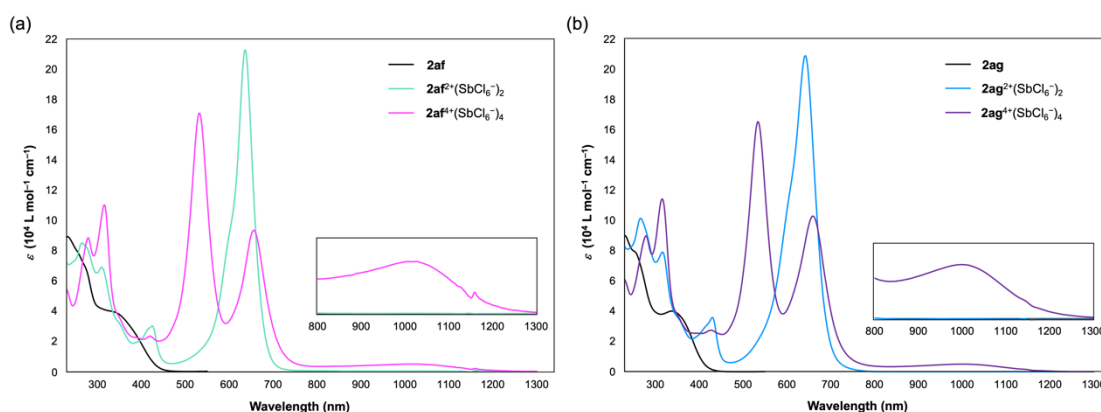 (a)
22
20
18
16
14
12
10
8
6
4
2
0
ε (10⁴ L mol⁻¹ cm⁻¹)
2af
2af²⁺(SbCl₆⁻)₂
2af⁴⁺(SbCl₆⁻)₄
800 900 1000 1100 1200 1300
300 400 500 600 700 800 900 1000 1100 1200 1300
Wavelength (nm)
(b)
22
20
18
16
14
12
10
8
6
4
2
0
ε (10⁴ L mol⁻¹ cm⁻¹)
2ag
2ag²⁺(SbCl₆⁻)₂
2ag⁴⁺(SbCl₆⁻)₄
800 900 1000 1100 1200 1300
300 400 500 600 700 800 900 1000 1100 1200 1300
Wavelength (nm)